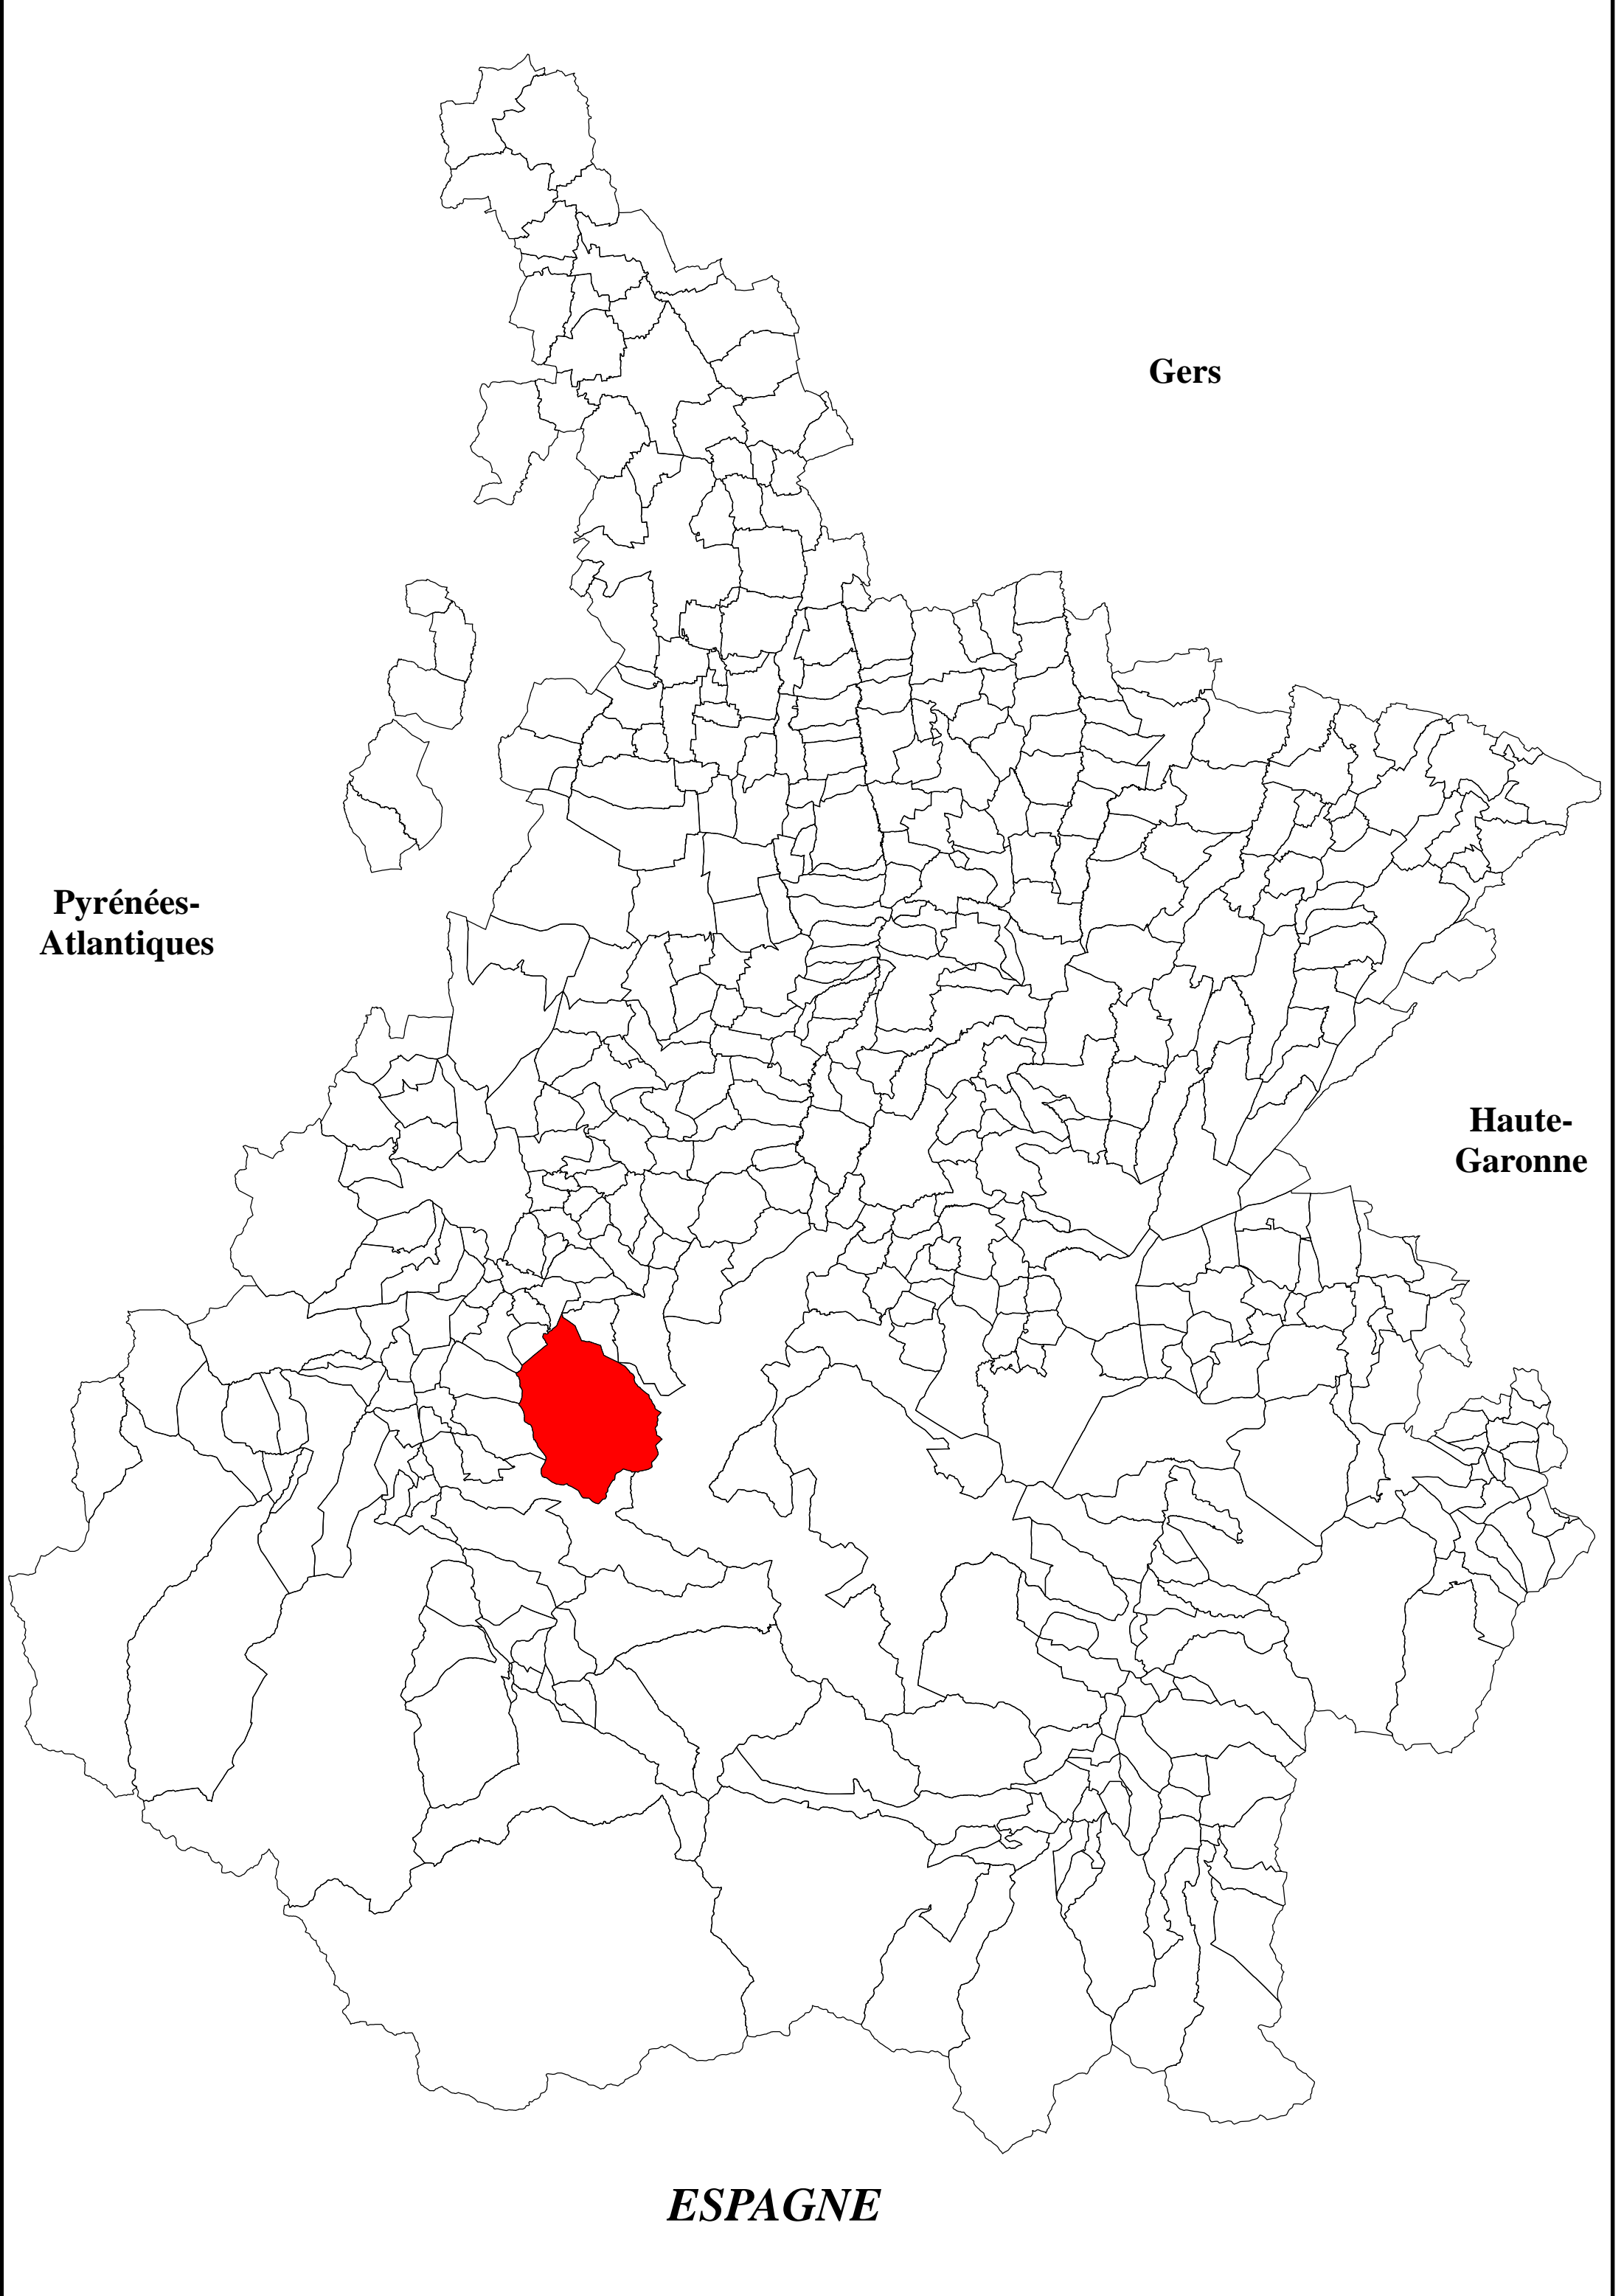 Gers
Pyrénées-
Atlantiques
Haute-
Garonne
ESPAGNE